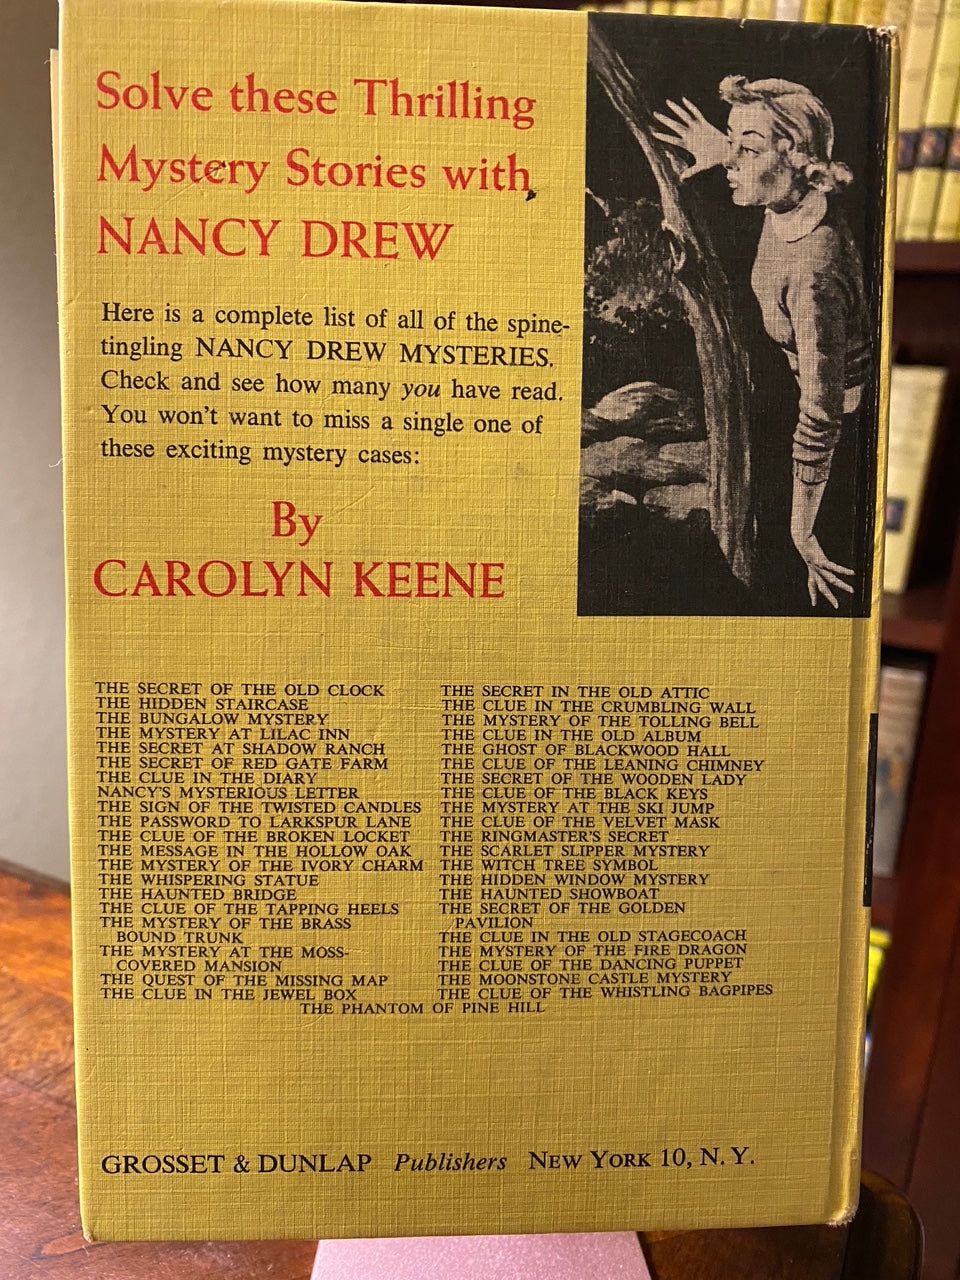 Solve these Thrilling
Mystery Stories with
NANCY DREW
Here is a complete list of all of the spine-
tingling NANCY DREW MYSTERIES.
Check and see how many you have read.
You won't want to miss a single one of
these exciting mystery cases:
By
CAROLYN KEENE
THE SECRET OF THE OLD CLOCK
THE HIDDEN STAIRCASE
THE BUNGALOW MYSTERY
THE MYSTERY AT LILAC INN
THE SECRET AT SHADOW RANCH
THE SECRET OF RED GATE FARM
THE CLUE IN THE DIARY
NANCY'S MYSTERIOUS LETTER
THE SIGN OF THE TWISTED CANDLES
THE PASSWORD TO LARKSPUR LANE
THE CLUE OF THE BROKEN LOCKET
THE MESSAGE IN THE HOLLOW OAK
THE MYSTERY OF THE IVORY CHARM
THE WHISPERING STATUE
THE HAUNTED BRIDGE
THE CLUE OF THE TAPPING HEELS
THE MYSTERY OF THE BRASS
BOUND TRUNK
THE MYSTERY AT THE MOSS-
COVERED MANSION
THE QUEST OF THE MISSING MAP
THE CLUE IN THE JEWEL BOX
THE SECRET IN THE OLD ATTIC
THE CLUE IN THE CRUMBLING WALL
THE MYSTERY OF THE TOLLING BELL
THE CLUE IN THE OLD ALBUM
THE GHOST OF BLACKWOOD HALL
THE CLUE OF THE LEANING CHIMNEY
THE SECRET OF THE WOODEN LADY
THE CLUE OF THE BLACK KEYS
THE MYSTERY AT THE SKI JUMP
THE CLUE OF THE VELVET MASK
THE RINGMASTER'S SECRET
THE SCARLET SLIPPER MYSTERY
THE WITCH TREE SYMBOL
THE HIDDEN WINDOW MYSTERY
THE HAUNTED SHOWBOAT
THE SECRET OF THE GOLDEN
PAVILION
THE CLUE IN THE OLD STAGECOACH
THE MYSTERY OF THE FIRE DRAGON
THE CLUE OF THE DANCING PUPPET
THE MOONSTONE CASTLE MYSTERY
THE CLUE OF THE WHISTLING BAGPIPES
THE PHANTOM OF PINE HILL
GROSSET & DUNLAP Publishers NEW YORK 10, N. Y.